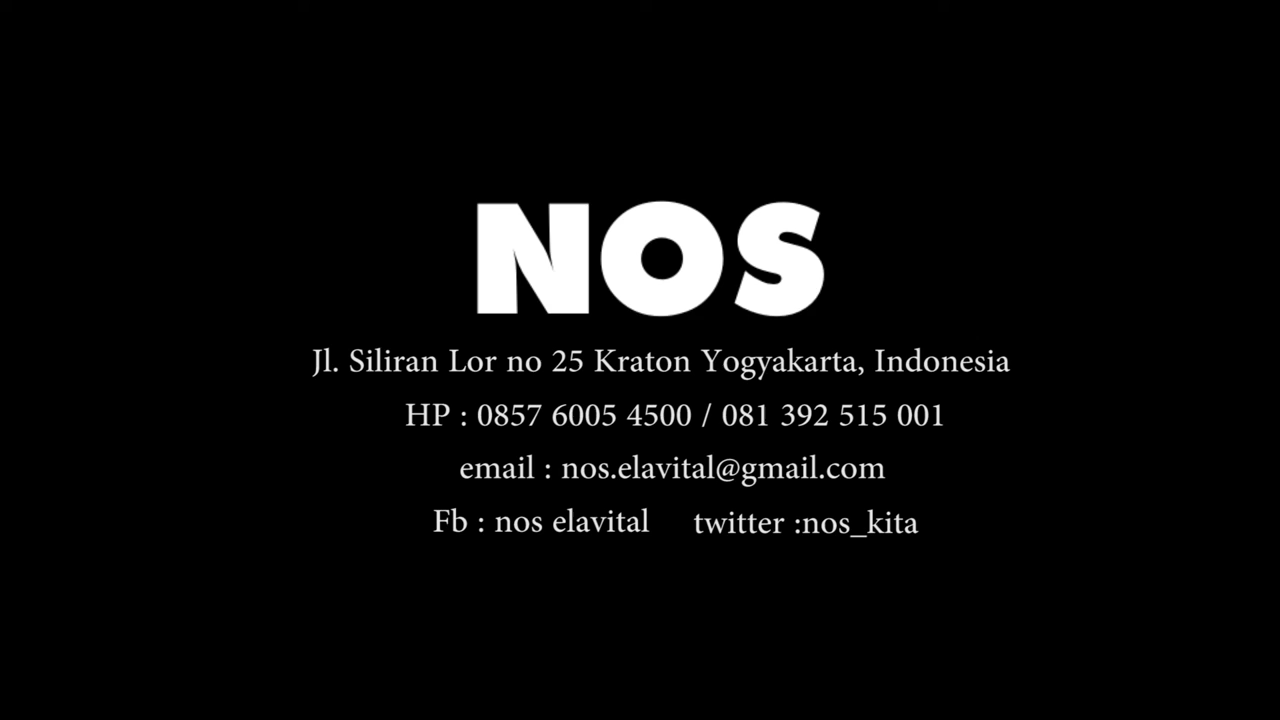 NOS
Jl. Siliran Lor no 25 Kraton Yogyakarta, Indonesia
HP : 0857 6005 4500 / 081 392 515 001
email : nos.elavital@gmail.com
Fb : nos elavital twitter :nos_kita